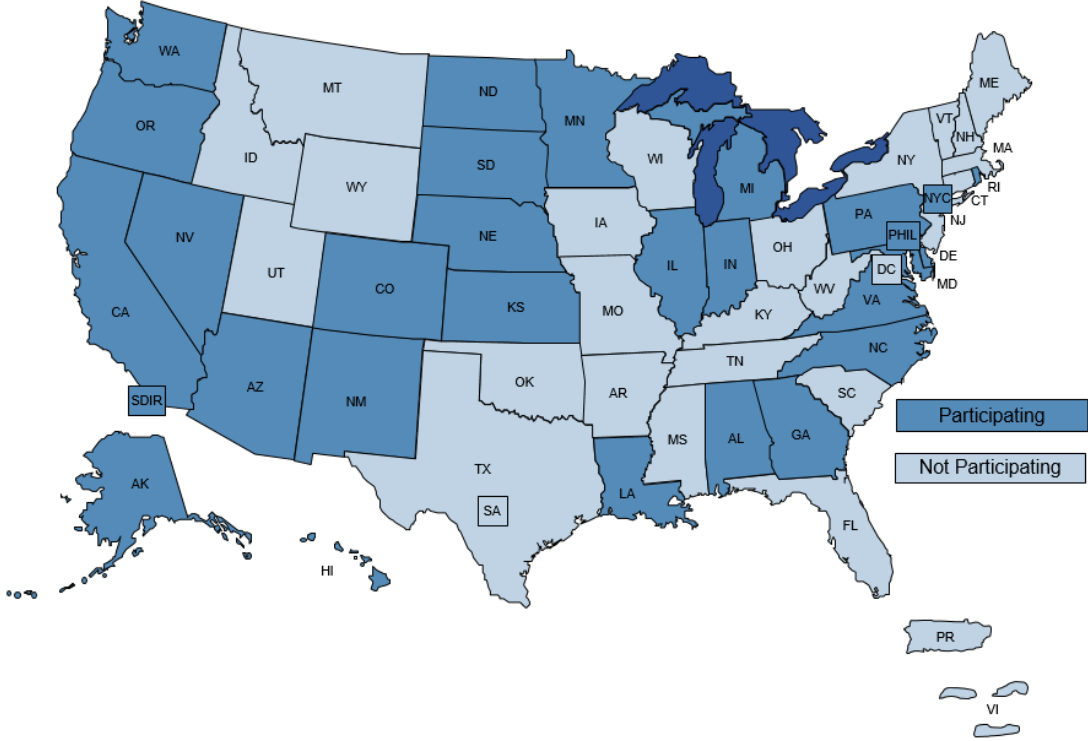 WA
MT
ND
MN
ME
VT
NH
MA
OR
ID
SD
WI
NY
RI
WY
MI
CT
NYC
NJ
NE
IA
PA
PHIL
NV
UT
OH
DE
CO
IL
IN
DC
MD
CA
KS
MO
WV
VA
KY
NC
TN
AZ
NM
OK
AR
SC
SDIR
MS
AL
GA
Participating
TX
LA
Not Participating
AK
SA
FL
HI
PR
VI